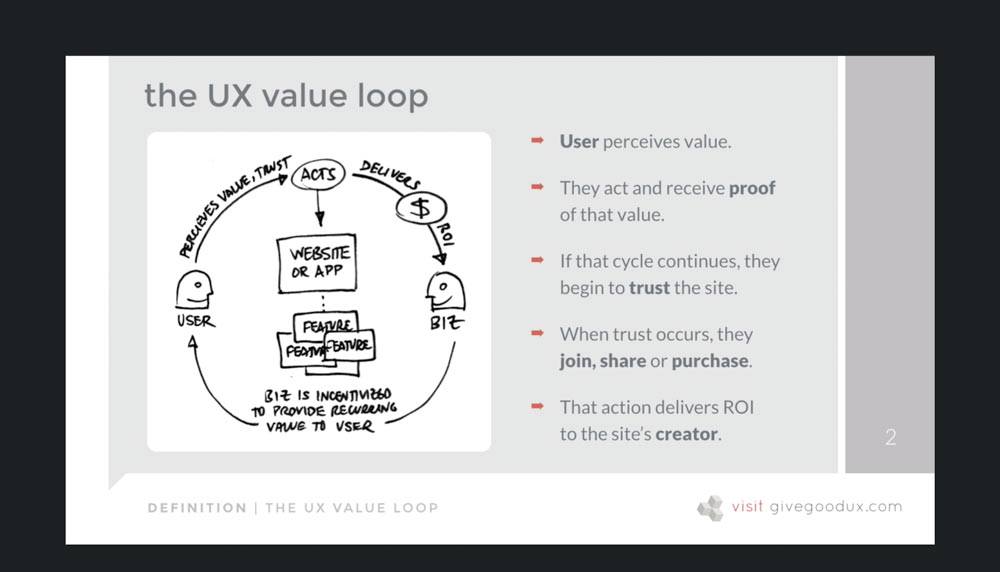 the UX value loop
PERCIEVES VALUE, TRUST
ACTS
DELIVERS
$
ROI
WEBSITE
OR APP
USER
BIZ
FEATURE
FEATURE
FEATURE
BIZ IS INCENTIVIZED
TO PROVIDE RECURRING
VALUE TO USER
User perceives value.
They act and receive proof
of that value.
If that cycle continues, they
begin to trust the site.
When trust occurs, they
join, share or purchase.
That action delivers ROI
to the site's creator.
2
DEFINITION | THE UX VALUE LOOP
visit givegoodux.com